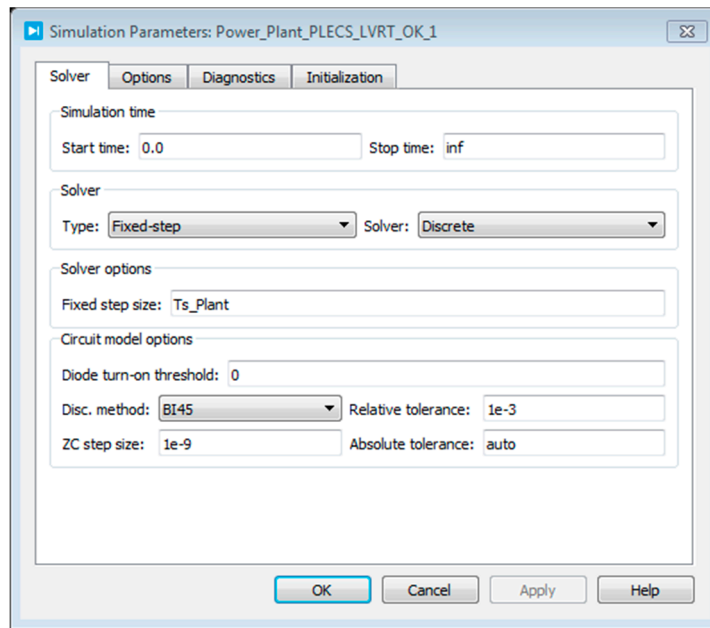 Simulation Parameters: Power_Plant_PLECS_LVRT_OK_1
Solver Options Diagnostics Initialization
Simulation time
Start time: 0.0 Stop time: inf
Solver
Type: Fixed-step Solver: Discrete
Solver options
Fixed step size: Ts_Plant
Circuit model options
Diode turn-on threshold: 0
Disc. method: BI45 Relative tolerance: 1e-3
ZC step size: 1e-9 Absolute tolerance: auto
OK Cancel Apply Help